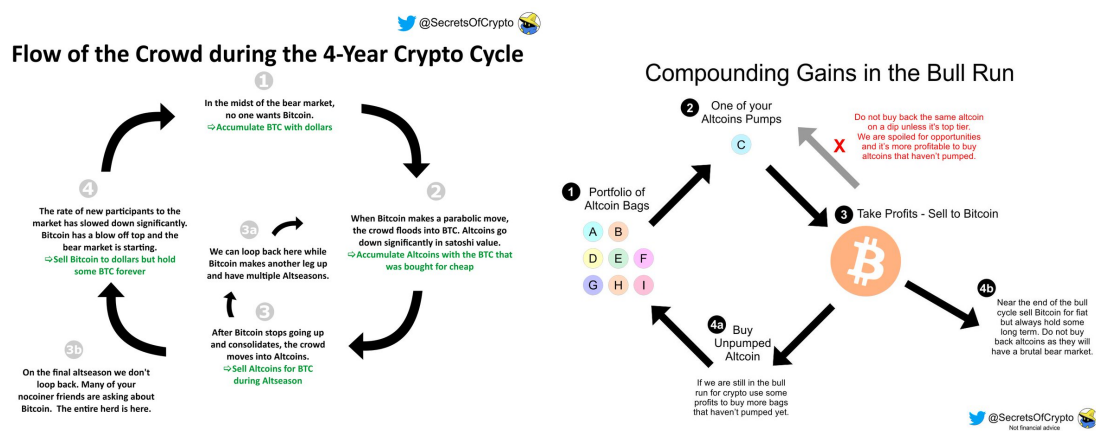 @SecretsOfCrypto
Flow of the Crowd during the 4-Year Crypto Cycle
1
In the midst of the bear market,
no one wants Bitcoin.
⇨Accumulate BTC with dollars
2
When Bitcoin makes a parabolic move,
the crowd floods into BTC. Altcoins go
down significantly in satoshi value.
⇨Accumulate Altcoins with the BTC that
was bought for cheap
3
After Bitcoin stops going up
and consolidates, the crowd
moves into Altcoins.
⇨Sell Altcoins for BTC
during Altseason
3a
We can loop back here while
Bitcoin makes another leg up
and have multiple Altseasons.
3b
On the final altseason we don't
loop back. Many of your
nocoiner friends are asking about
Bitcoin. The entire herd is here.
4
The rate of new participants to the
market has slowed down significantly.
Bitcoin has a blow off top and the
bear market is starting.
⇨Sell Bitcoin to dollars but hold
some BTC forever
Compounding Gains in the Bull Run
1 Portfolio of
Altcoin Bags
A B
D E F
G H I
2 One of your
Altcoins Pumps
C
Do not buy back the same altcoin
on a dip unless it's top tier.
We are spoiled for opportunities
and it's more profitable to buy
altcoins that haven't pumped.
X
3 Take Profits - Sell to Bitcoin
4a Buy
Unpumped
Altcoin
If we are still in the bull
run for crypto use some
profits to buy more bags
that haven't pumped yet.
4b
Near the end of the bull
cycle sell Bitcoin for fiat
but always hold some
long term. Do not buy
back altcoins as they will
have a brutal bear market.
@SecretsOfCrypto
Not financial advice